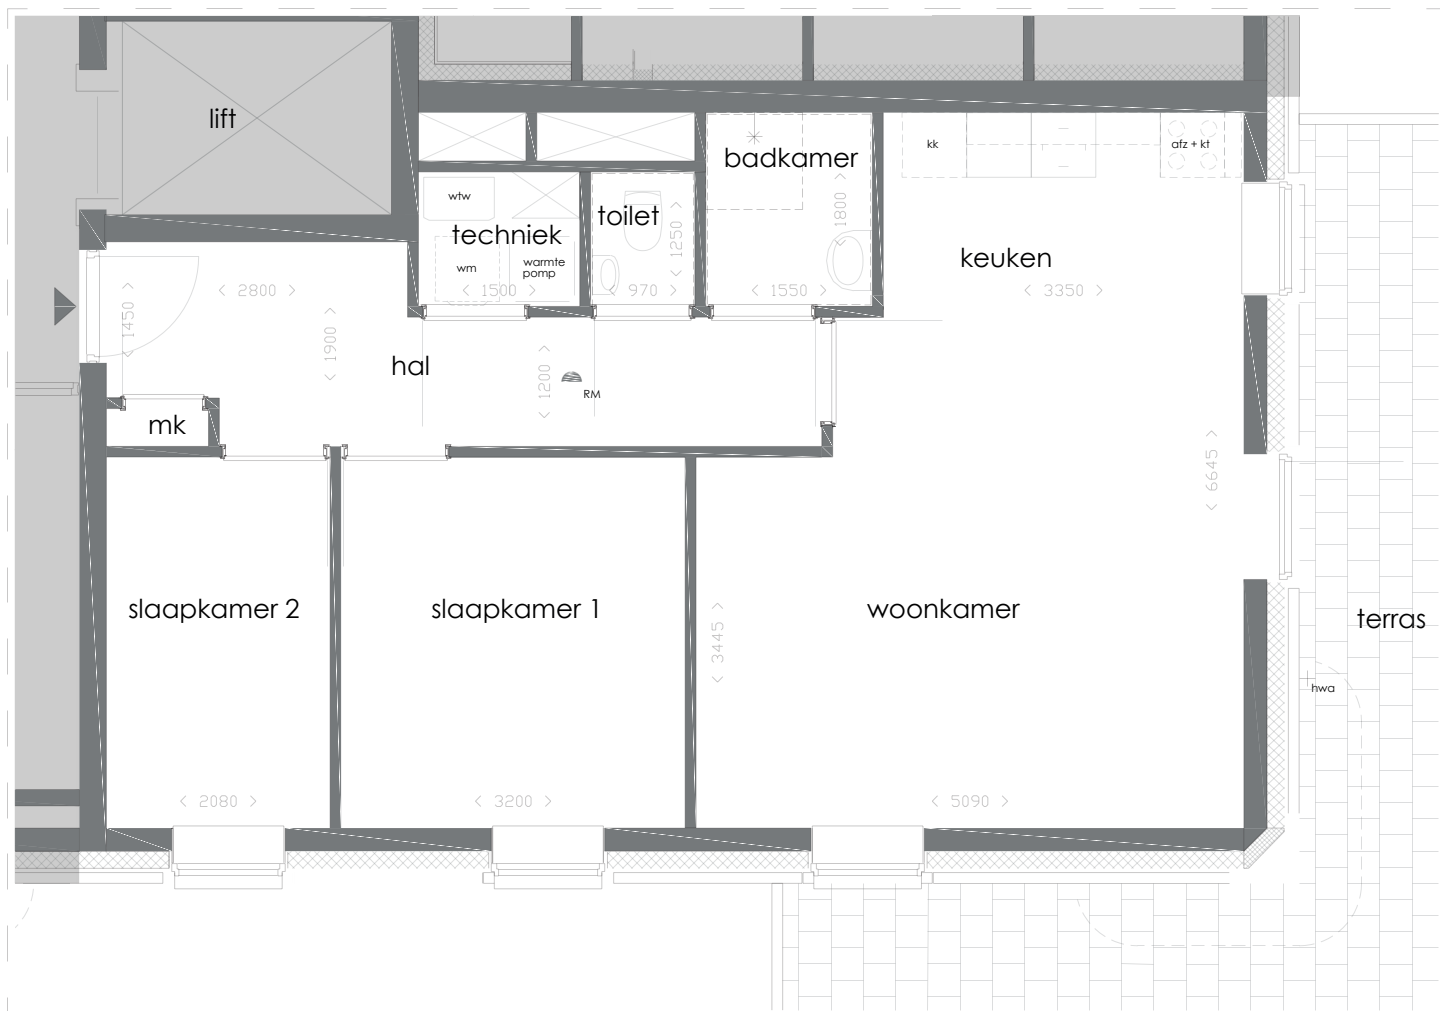 lift
badkamer
kk
afz + kt
wtw
toilet
1250
1800
techniek
wm
warmte
pomp
keuken
2800
1500
970
1550
3350
1450
1900
hal
1200
RM
mk
6645
slaapkamer 2
slaapkamer 1
woonkamer
terras
3445
hwa
2080
3200
5090